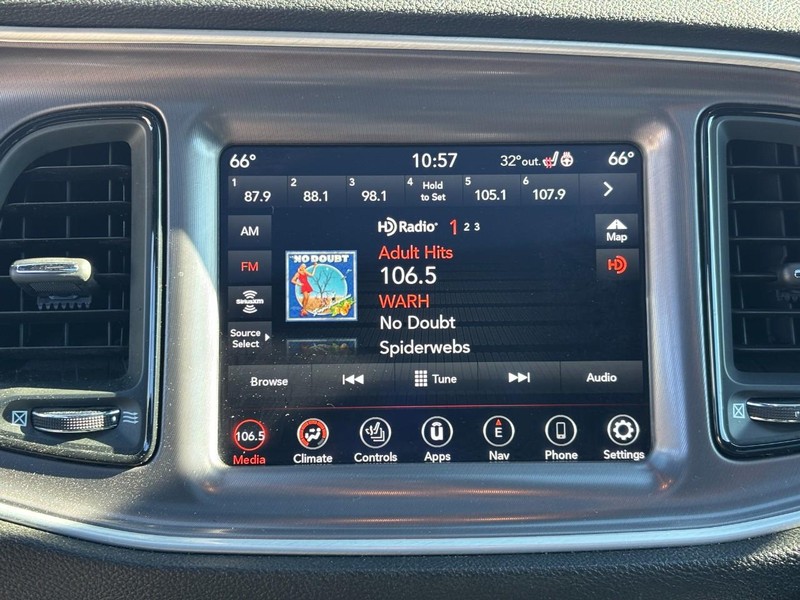 66° 10:57 32°out. 66°
1 87.9 2 88.1 3 98.1 4 Hold to Set 5 105.1 6 107.9
AM HD Radio 1 2 3 Map
Adult Hits
FM 106.5 HD
NO DOUBT
SiriusXM WARH
No Doubt
Source Select Spiderwebs
Browse Tune Audio
106.5 E
Media Climate Controls Apps Nav Phone Settings